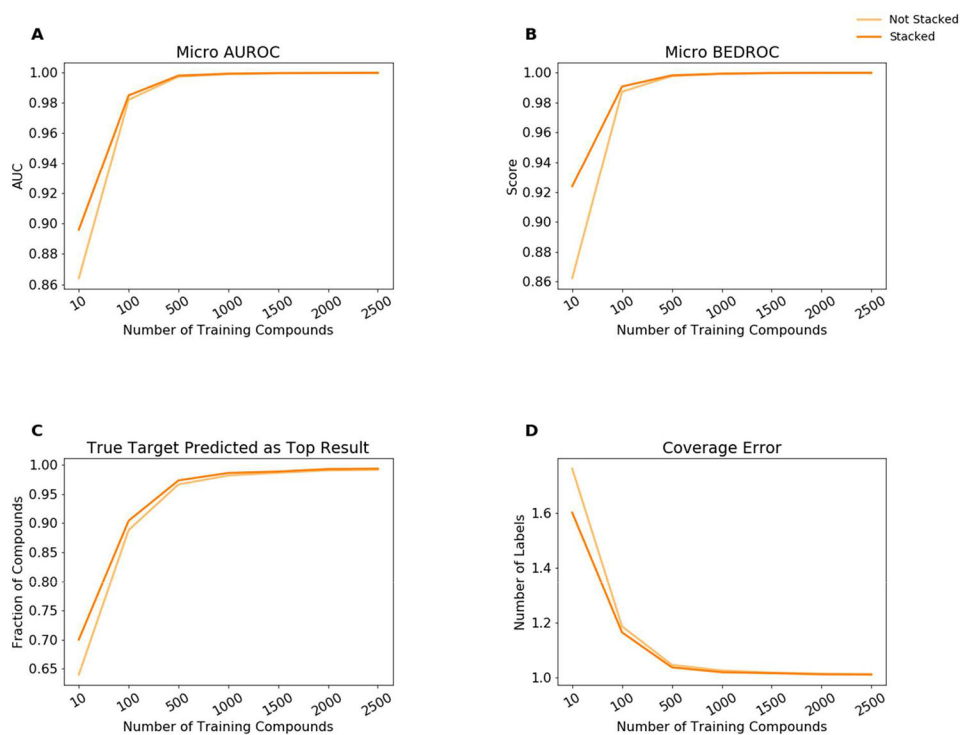 Not Stacked
Stacked
A
Micro AUROC
AUC
1.00
0.98
0.96
0.94
0.92
0.90
0.88
0.86
10 100 500 1000 1500 2000 2500
Number of Training Compounds
B
Micro BEDROC
Score
1.00
0.98
0.96
0.94
0.92
0.90
0.88
0.86
10 100 500 1000 1500 2000 2500
Number of Training Compounds
C
True Target Predicted as Top Result
Fraction of Compounds
1.00
0.95
0.90
0.85
0.80
0.75
0.70
0.65
10 100 500 1000 1500 2000 2500
Number of Training Compounds
D
Coverage Error
Number of Labels
1.6
1.4
1.2
1.0
10 100 500 1000 1500 2000 2500
Number of Training Compounds